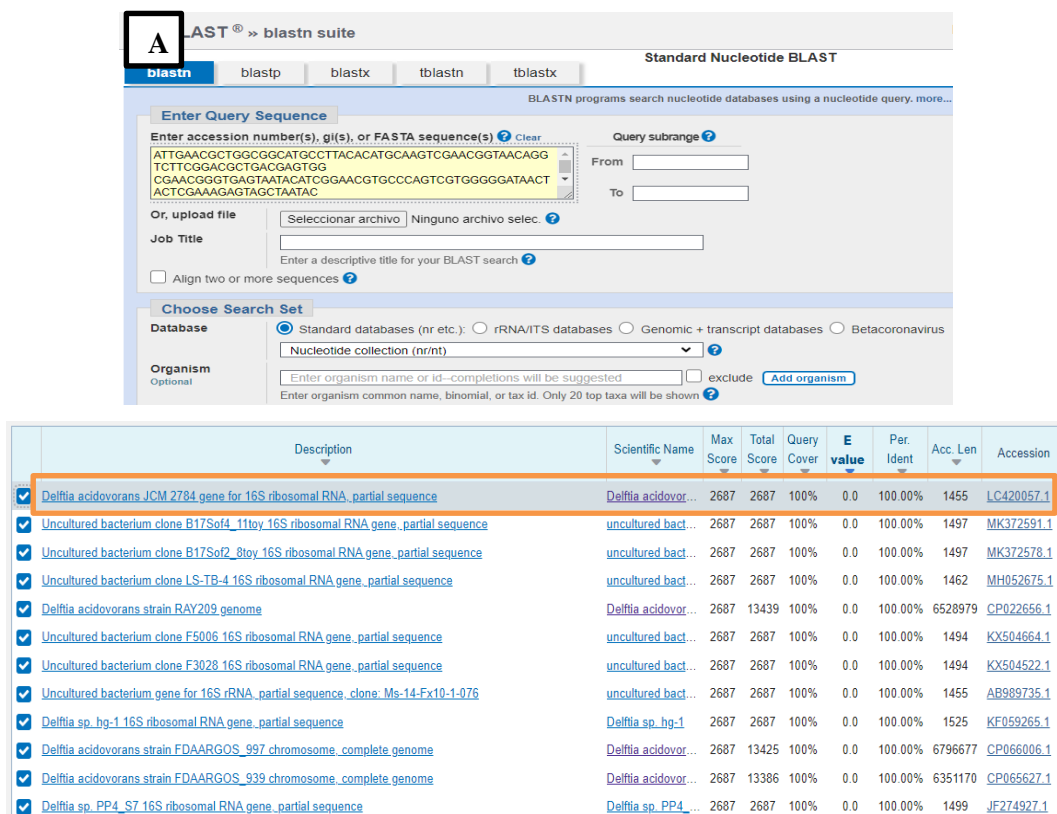 A
LAST ® » blastn suite
Standard Nucleotide BLAST
blastn blastp blastx tblastn tblastx
BLASTN programs search nucleotide databases using a nucleotide query. more...
Enter Query Sequence
Enter accession number(s), gi(s), or FASTA sequence(s) ? Clear Query subrange ?
ATTGAACGCTGGCGGCATGCCTTACACATGCAAGTCGAACGGTAACAGG
TCTTCGGACGCTGACGAGTGG
CGAACGGGTGAGTAATACATCGGAACGTGCCCAGTCGTGGGGGATAACT
ACTCGAAAGAGTAGCTAATAC
From
To
Or, upload file Seleccionar archivo Ninguno archivo selec. ?
Job Title
Enter a descriptive title for your BLAST search ?
Align two or more sequences ?
Choose Search Set
Database Standard databases (nr etc.): rRNA/ITS databases Genomic + transcript databases Betacoronavirus
Nucleotide collection (nr/nt) ?
Organism
Optional
Enter organism name or id--completions will be suggested exclude Add organism
Enter organism common name, binomial, or tax id. Only 20 top taxa will be shown ?
Description Scientific Name Max Score Total Score Query Cover E value Per. Ident Acc. Len Accession
Delftia acidovorans JCM 2784 gene for 16S ribosomal RNA, partial sequence Delftia acidovor... 2687 2687 100% 0.0 100.00% 1455 LC420057.1
Uncultured bacterium clone B17Sof4_11toy 16S ribosomal RNA gene, partial sequence uncultured bact... 2687 2687 100% 0.0 100.00% 1497 MK372591.1
Uncultured bacterium clone B17Sof2_8toy 16S ribosomal RNA gene, partial sequence uncultured bact... 2687 2687 100% 0.0 100.00% 1497 MK372578.1
Uncultured bacterium clone LS-TB-4 16S ribosomal RNA gene, partial sequence uncultured bact... 2687 2687 100% 0.0 100.00% 1462 MH052675.1
Delftia acidovorans strain RAY209 genome Delftia acidovor... 2687 13439 100% 0.0 100.00% 6528979 CP022656.1
Uncultured bacterium clone F5006 16S ribosomal RNA gene, partial sequence uncultured bact... 2687 2687 100% 0.0 100.00% 1494 KX504664.1
Uncultured bacterium clone F3028 16S ribosomal RNA gene, partial sequence uncultured bact... 2687 2687 100% 0.0 100.00% 1494 KX504522.1
Uncultured bacterium gene for 16S rRNA, partial sequence, clone: Ms-14-Fx10-1-076 uncultured bact... 2687 2687 100% 0.0 100.00% 1455 AB989735.1
Delftia sp. hg-1 16S ribosomal RNA gene, partial sequence Delftia sp. hg-1 2687 2687 100% 0.0 100.00% 1525 KF059265.1
Delftia acidovorans strain FDAARGOS_997 chromosome, complete genome Delftia acidovor... 2687 13425 100% 0.0 100.00% 6796677 CP066006.1
Delftia acidovorans strain FDAARGOS_939 chromosome, complete genome Delftia acidovor... 2687 13386 100% 0.0 100.00% 6351170 CP065627.1
Delftia sp. PP4_S7 16S ribosomal RNA gene, partial sequence Delftia sp. PP4_... 2687 2687 100% 0.0 100.00% 1499 JF274927.1